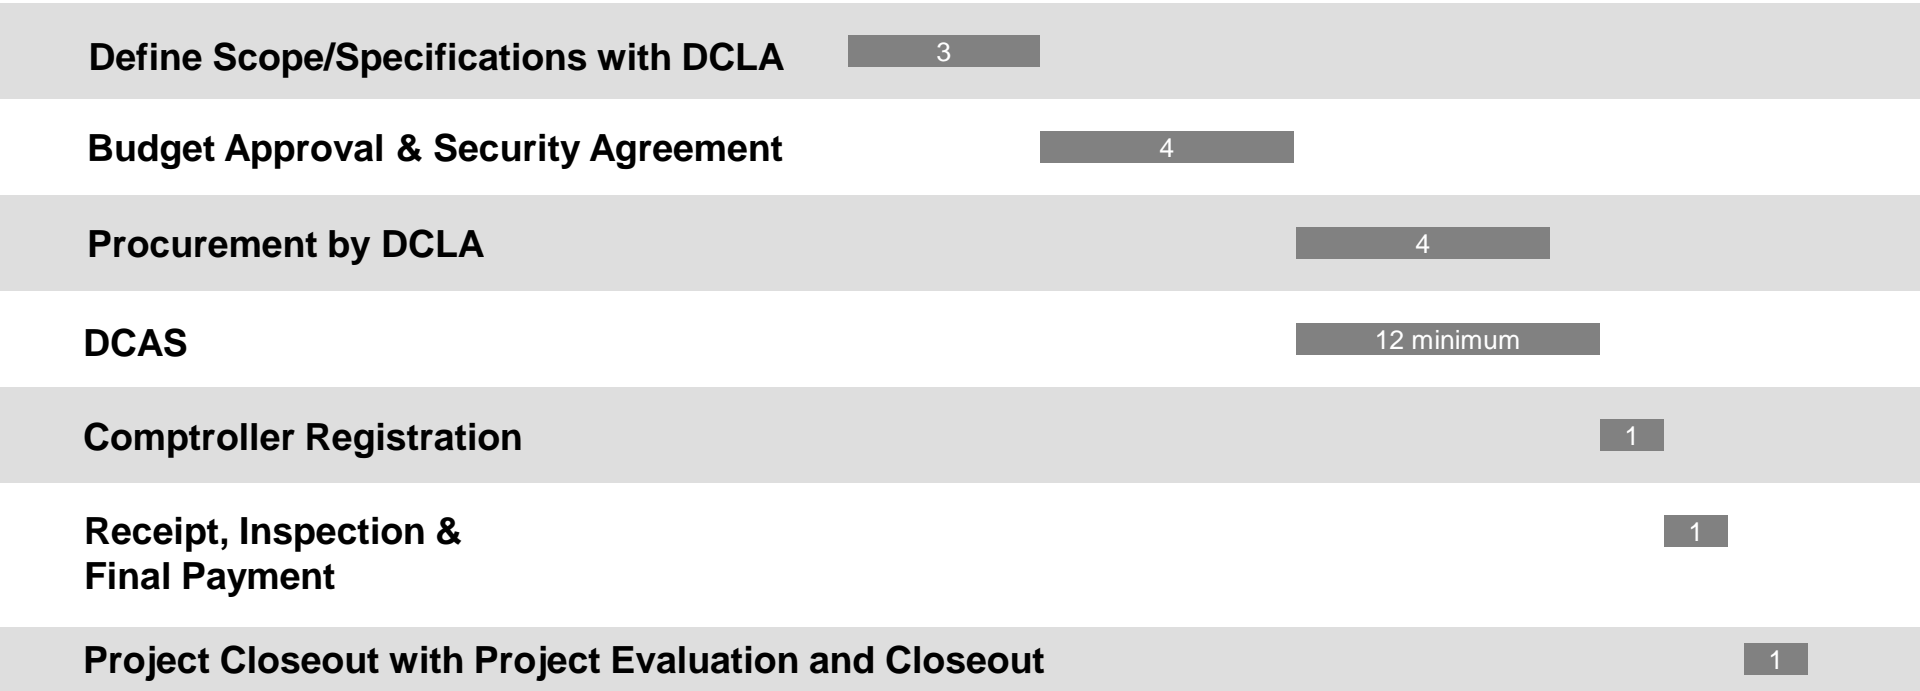 Define Scope/Specifications with DCLA 3
Budget Approval & Security Agreement 4
Procurement by DCLA 4
DCAS 12 minimum
Comptroller Registration 1
Receipt, Inspection & 1
Final Payment
Project Closeout with Project Evaluation and Closeout 1